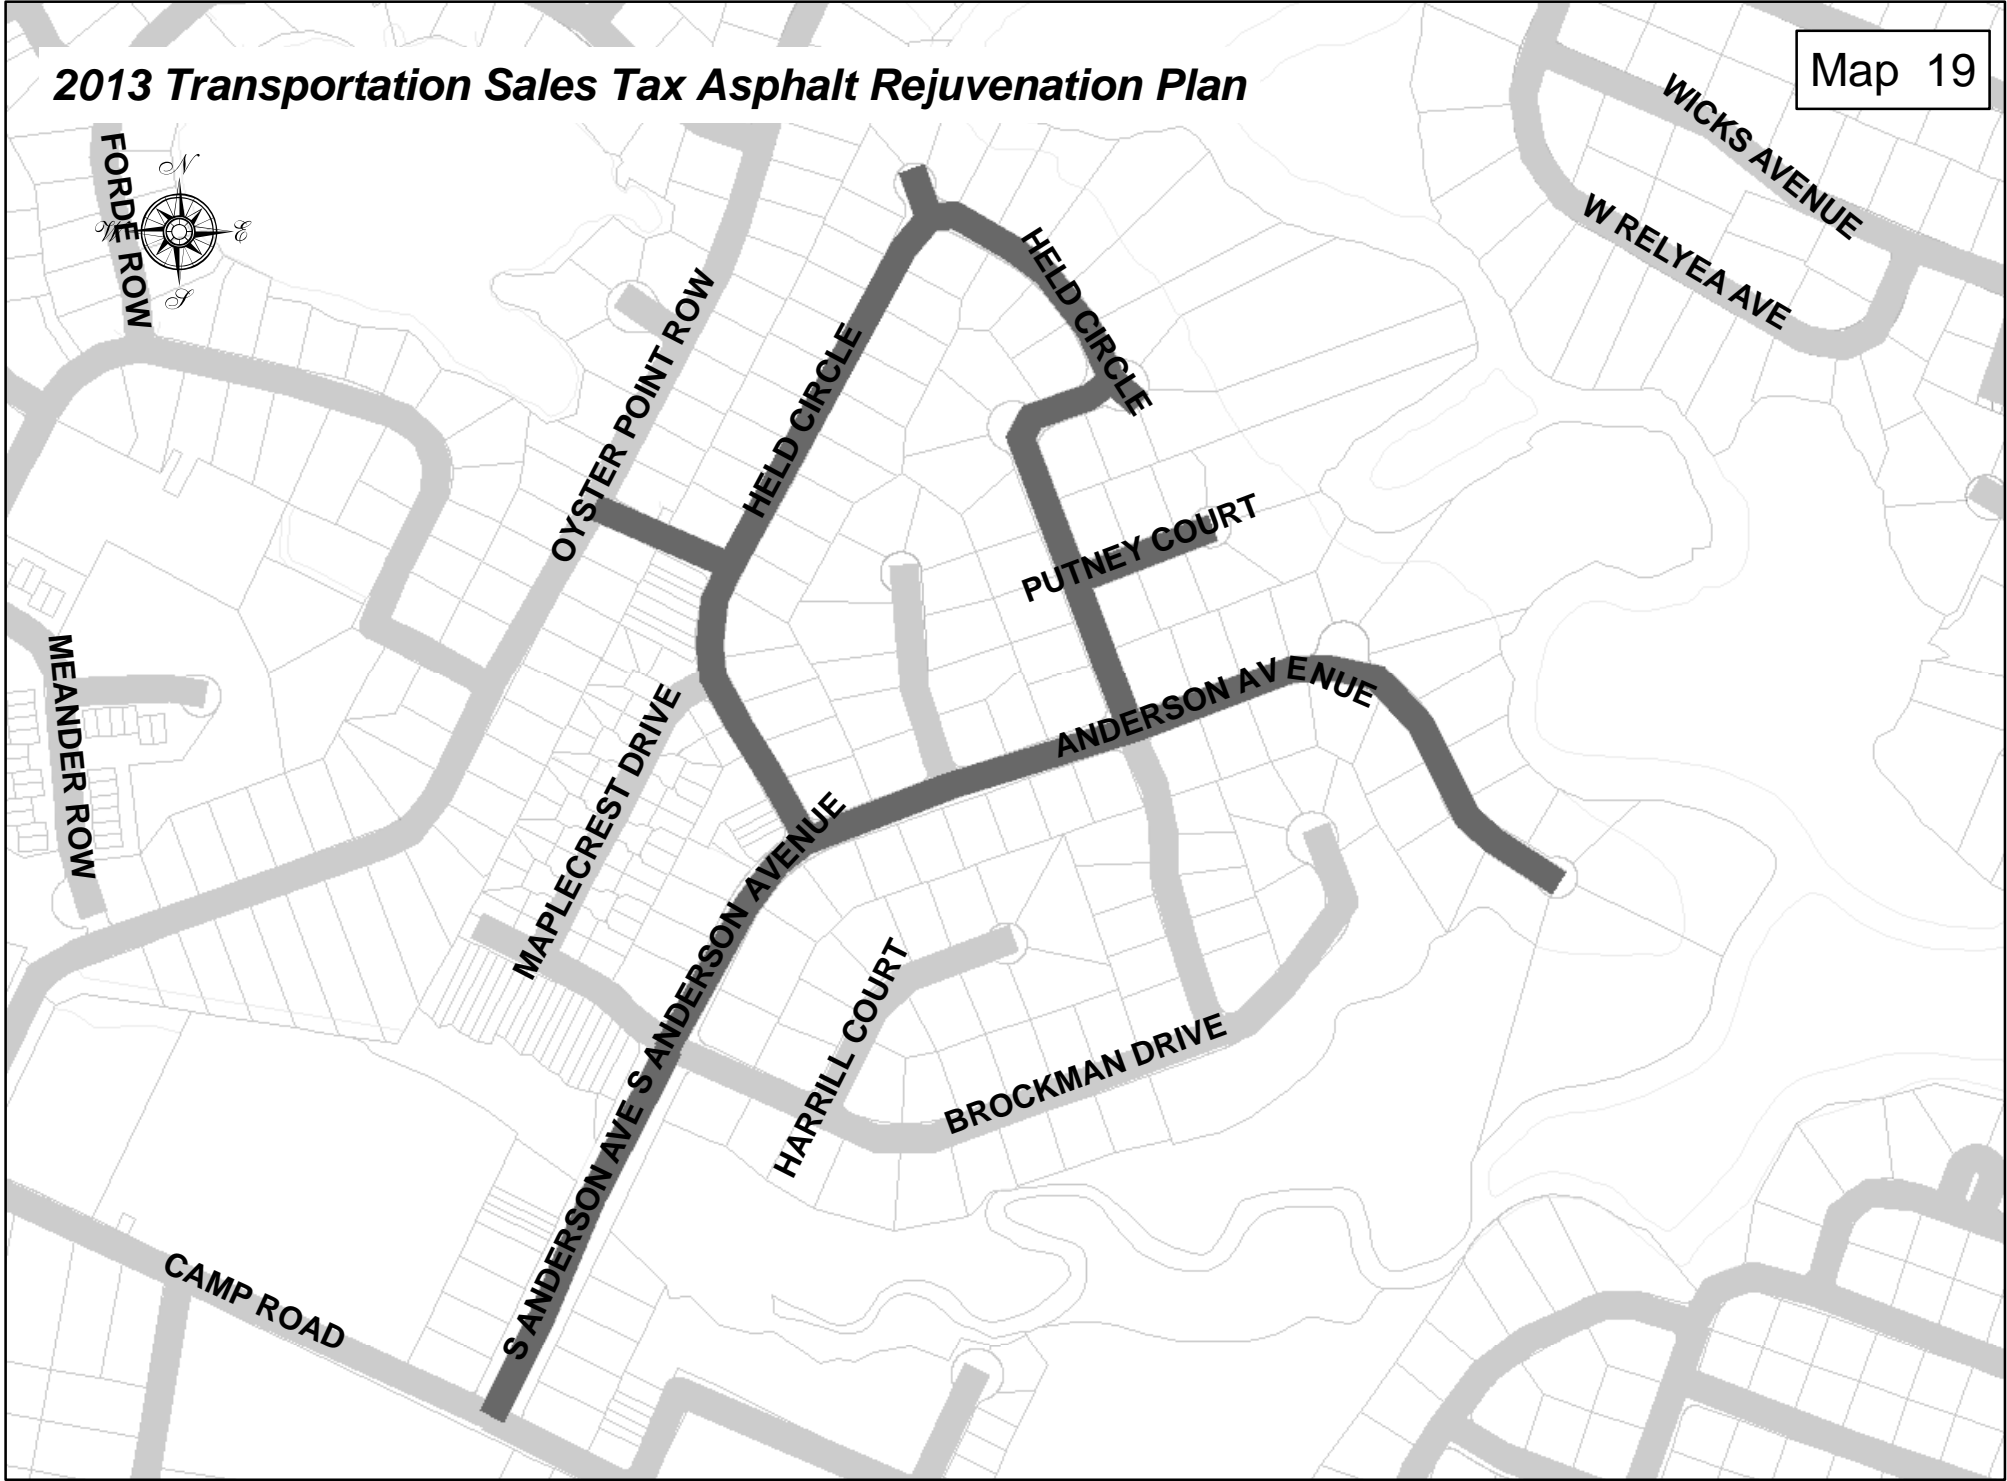 2013 Transportation Sales Tax Asphalt Rejuvenation Plan
Map 19
WICKS AVENUE
W RELYEA AVE
FORDE ROW
N
W
E
S
HELD CIRCLE
OYSTER POINT ROW
HELD CIRCLE
PUTNEY COURT
MEANDER ROW
ANDERSON AVENUE
MAPLECREST DRIVE
S ANDERSON AVENUE
HARRILL COURT
BROCKMAN DRIVE
S ANDERSON AVE
CAMP ROAD